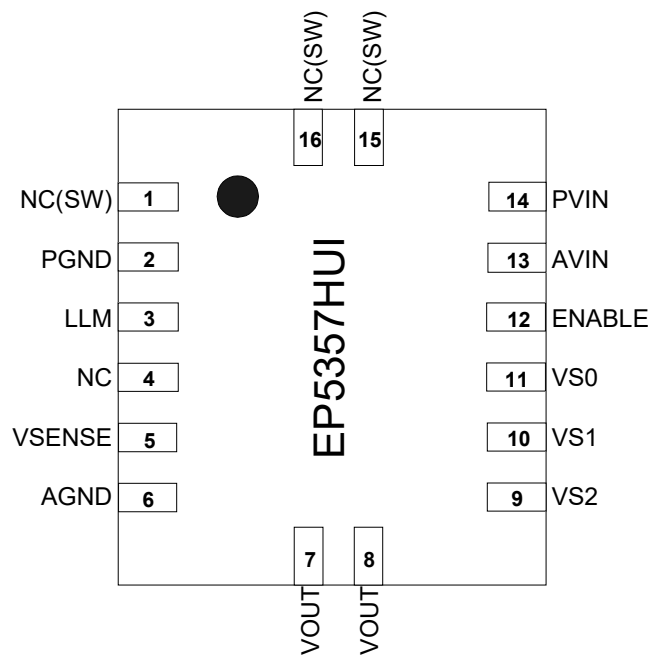 NC(SW)
NC(SW)
16
15
NC(SW) 1
14 PVIN
PGND 2
13 AVIN
LLM 3
12 ENABLE
NC 4
11 VS0
VSENSE 5
10 VS1
AGND 6
9 VS2
EP5357HUI
7
8
VOUT
VOUT